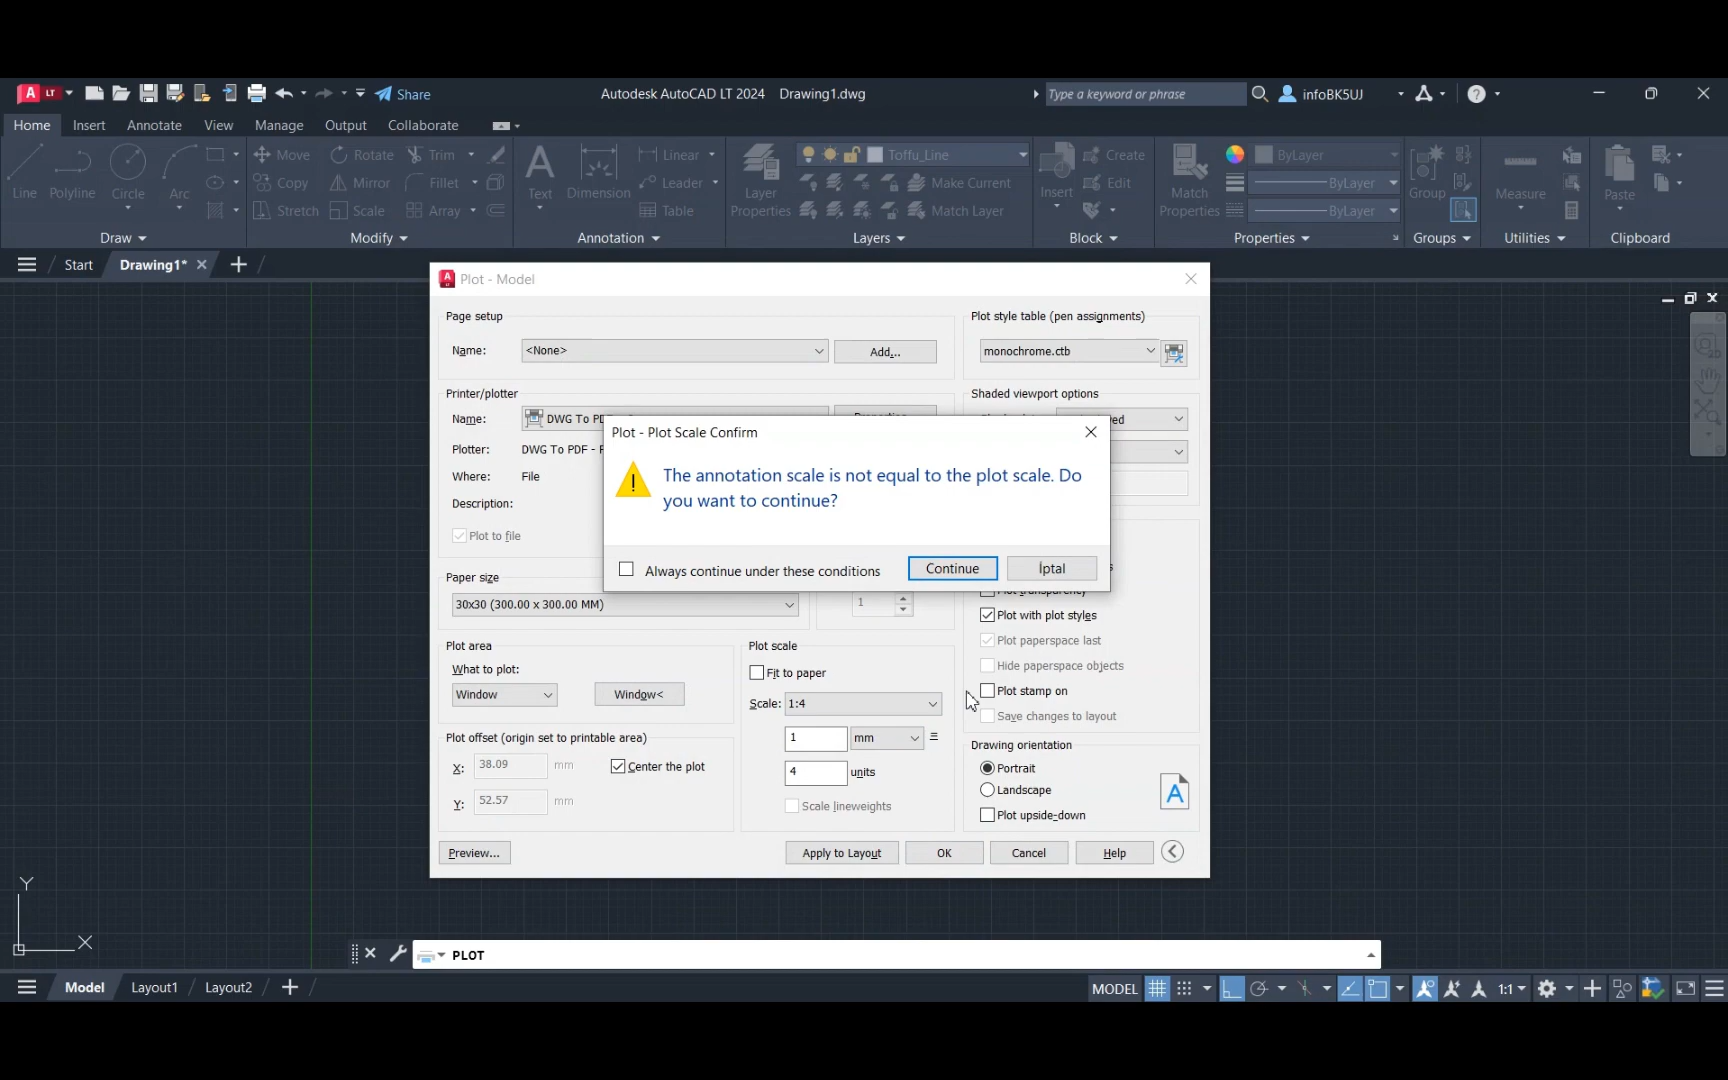 A LT Share Autodesk AutoCAD LT 2024 Drawing1.dwg Type a keyword or phrase infoBK5UJ
Home Insert Annotate View Manage Output Collaborate
Line Polyline Circle Arc
Move Rotate Trim
Copy Mirror Fillet
Stretch Scale Array
Text Dimension
Linear
Leader
Table
Layer Properties
Toffu_Line
Make Current
Match Layer
Insert
Create
Edit
Match Properties
ByLayer
ByLayer
ByLayer
Group
Measure
Paste
Draw Modify Annotation Layers Block Properties Groups Utilities Clipboard
Start Drawing1*
Plot - Model
Page setup
Name: <None> Add...
Plot style table (pen assignments)
monochrome.ctb
Printer/plotter
Name: DWG To
Plotter: DWG To PDF -
Where: File
Description:
Plot to file
Shaded viewport options
Plot - Plot Scale Confirm
The annotation scale is not equal to the plot scale. Do
you want to continue?
Always continue under these conditions Continue İptal
Paper size
30x30 (300.00 x 300.00 MM)
1
Plot with plot styles
Plot paperspace last
Hide paperspace objects
Plot stamp on
Save changes to layout
Plot area
What to plot:
Window Window<
Plot scale
Fit to paper
Scale: 1:4
1 mm =
4 units
Scale lineweights
Plot offset (origin set to printable area)
X: 38.09 mm Center the plot
Y: 52.57 mm
Drawing orientation
Portrait
Landscape
Plot upside-down
A
Preview... Apply to Layout OK Cancel Help
Y
X
PLOT
Model Layout1 Layout2 MODEL 1:1